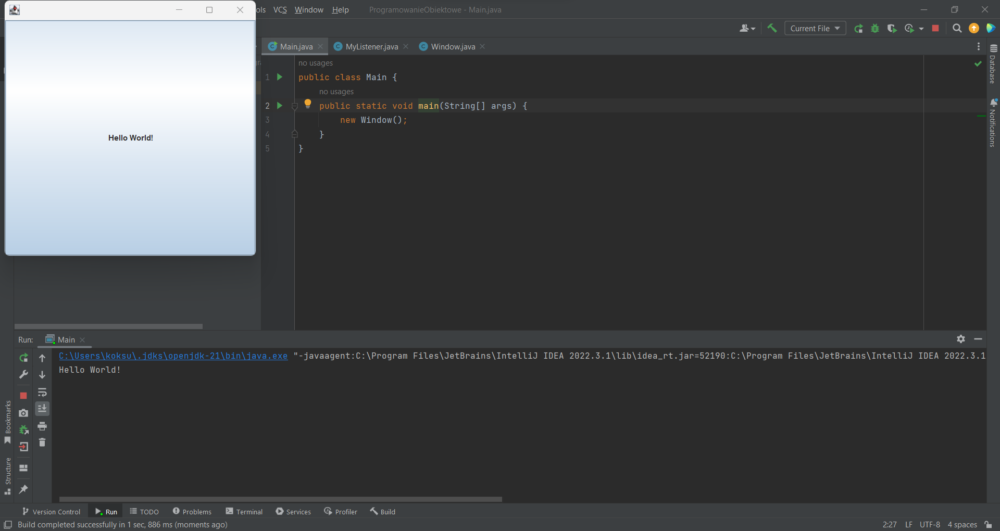 ols VCS Window Help ProgramowanieObiektowe - Main.java
Current File
Main.java MyListener.java Window.java
no usages
1 public class Main {
no usages
2 public static void main(String[] args) {
3 new Window();
4 }
5 }
Hello World!
Database
Notifications
Run: Main
C:\Users\koksu\.jdks\openjdk-21\bin\java.exe "-javaagent:C:\Program Files\JetBrains\IntelliJ IDEA 2022.3.1\lib\idea_rt.jar=52190:C:\Program Files\JetBrains\IntelliJ IDEA 2022.3.1
Hello World!
Bookmarks
Structure
Version Control Run TODO Problems Terminal Services Profiler Build
Build completed successfully in 1 sec, 886 ms (moments ago) 2:27 LF UTF-8 4 spaces